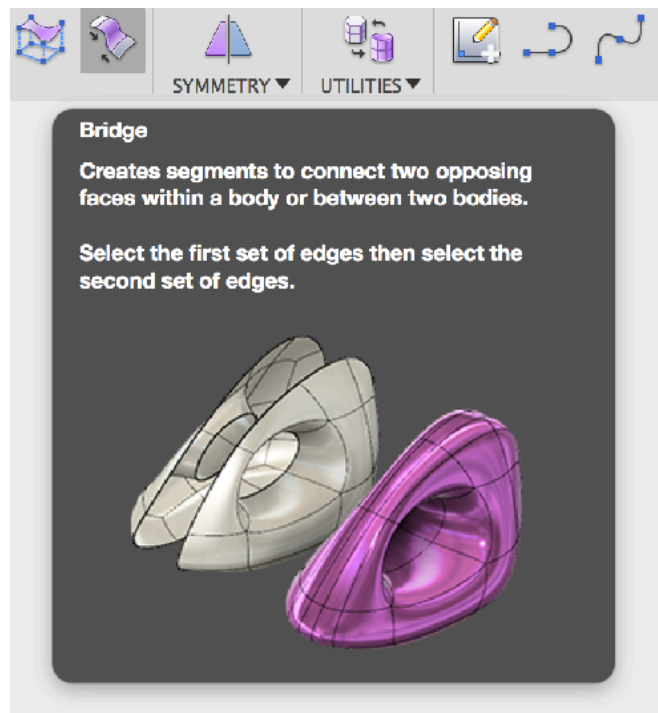 SYMMETRY▼ UTILITIES▼
Bridge
Creates segments to connect two opposing
faces within a body or between two bodies.
Select the first set of edges then select the
second set of edges.